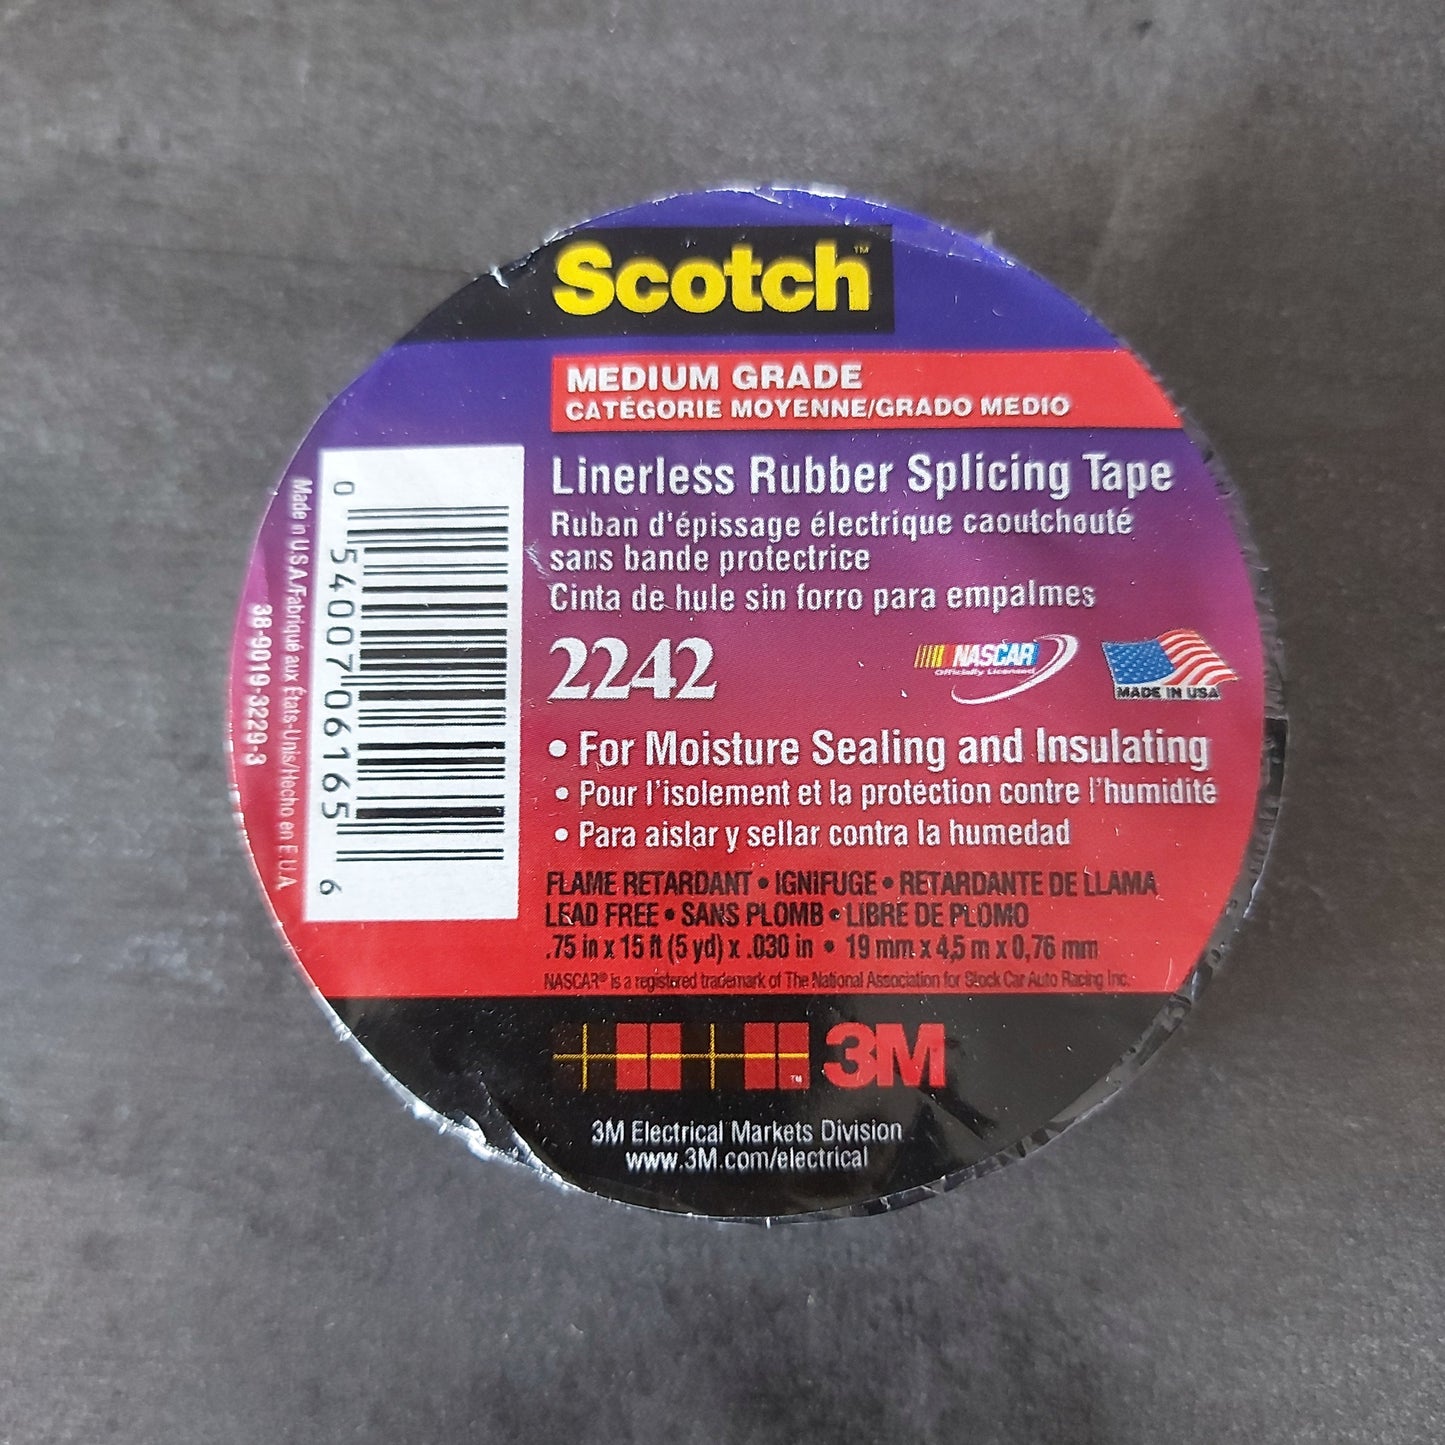 Scotch™
MEDIUM GRADE
CATÉGORIE MOYENNE/GRADO MEDIO
Linerless Rubber Splicing Tape
Ruban d'épissage électrique caoutchouté
sans bande protectrice
Cinta de hule sin forro para empalmes
2242
NASCAR
Officially Licensed
MADE IN USA
• For Moisture Sealing and Insulating
• Pour l'isolement et la protéction contre l'humidité
• Para aislar y sellar contra la humedad
FLAME RETARDANT • IGNIFUGE • RETARDANTE DE LLAMA
LEAD FREE • SANS PLOMB • LIBRE DE PLOMO
.75 in x 15 ft (5 yd) x .030 in • 19 mm x 4,5 m x 0,76 mm
NASCAR® is a registered trademark of The National Association for Stock Car Auto Racing Inc.
™ 3M
3M Electrical Markets Division
www.3M.com/electrical
0 54007 06165 6
Made in U.S.A/Fabriqué aux États-Unis/Hecho en E.U.A
38-9019-3229-3